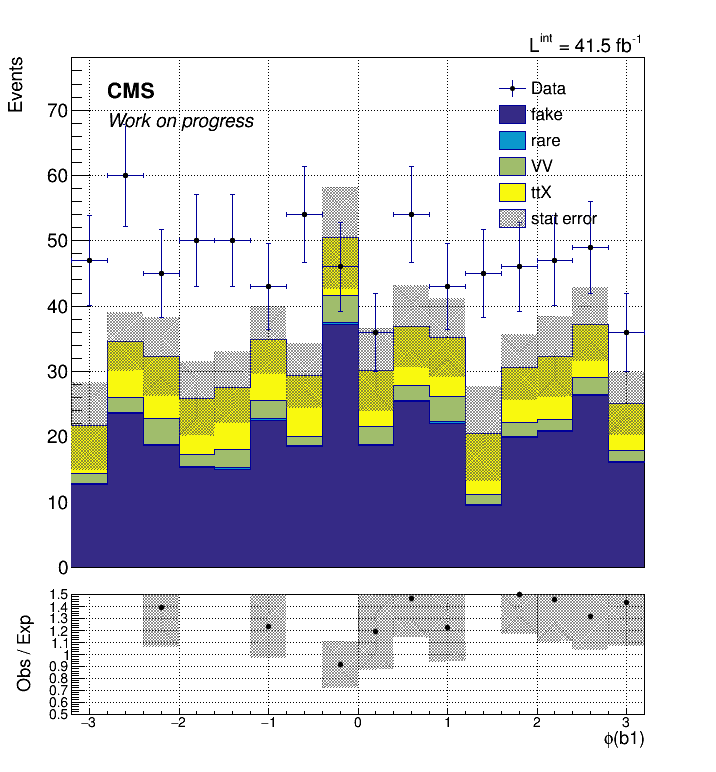 L^int = 41.5 fb^-1
Events
CMS
Work on progress
Data
fake
rare
VV
ttX
stat error
70
60
50
40
30
20
10
0
Obs / Exp
1.5
1.4
1.3
1.2
1.1
1
0.9
0.8
0.7
0.6
0.5
−3 −2 −1 0 1 2 3
ϕ(b1)